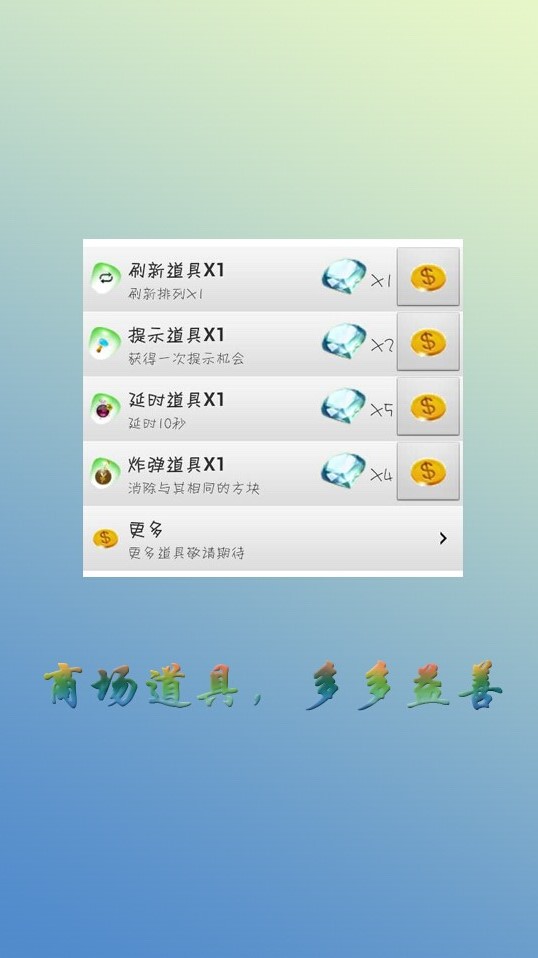 刷新道具X1
刷新排列X1
X1
提示道具X1
获得一次提示机会
X2
延时道具X1
延时10秒
X5
炸弹道具X1
消除与其相同的方块
X4
更多
更多道具敬请期待
商场道具，多多益善